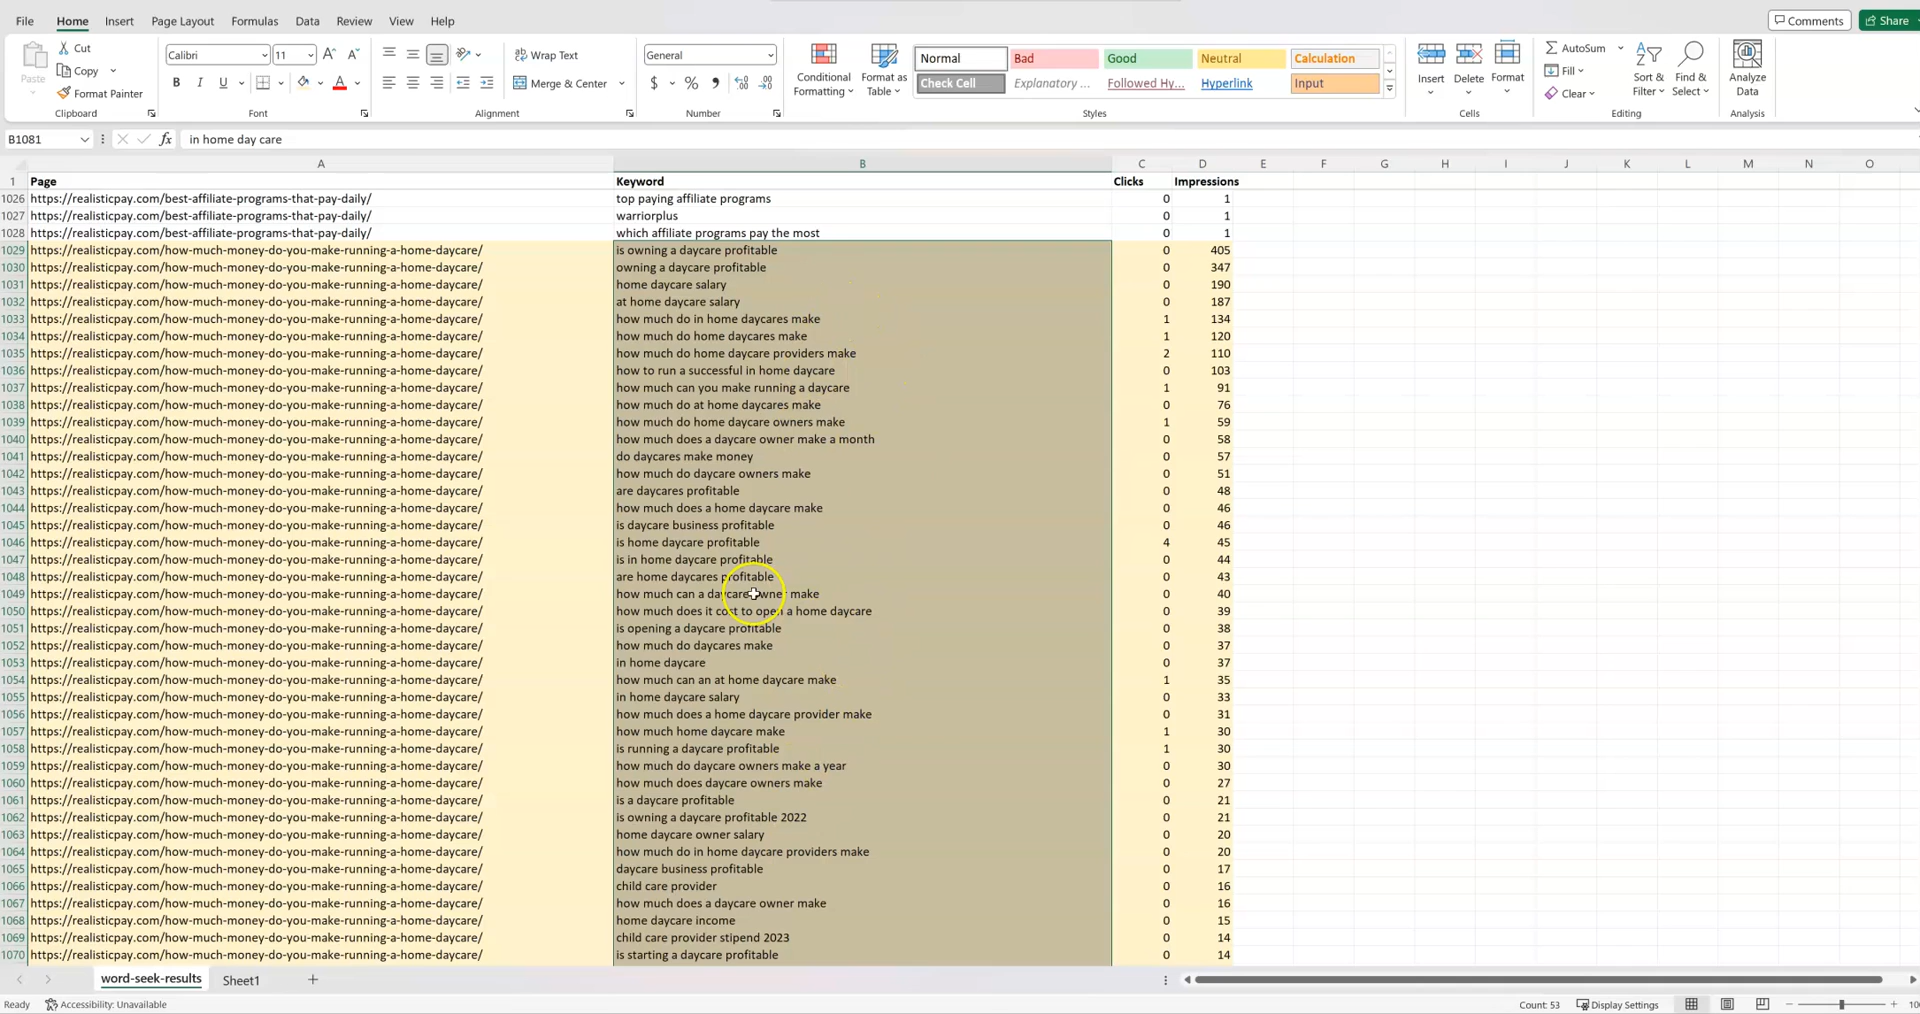 File Home Insert Page Layout Formulas Data Review View Help Comments Share
Paste Cut Copy Format Painter Clipboard
Calibri 11 A A B I U A Font
Wrap Text Merge & Center Alignment
General $ % , Number
Conditional Formatting Format as Table
Normal Bad Good Neutral Calculation
Check Cell Explanatory ... Followed Hy... Hyperlink Input
Styles
Insert Delete Format Cells
AutoSum Fill Clear Sort & Filter Find & Select Editing
Analyze Data Analysis
B1081 fx in home day care
A B C D E F G H I J K L M N O
1 Page Keyword Clicks Impressions
1026 https://realisticpay.com/best-affiliate-programs-that-pay-daily/ top paying affiliate programs 0 1
1027 https://realisticpay.com/best-affiliate-programs-that-pay-daily/ warriorplus 0 1
1028 https://realisticpay.com/best-affiliate-programs-that-pay-daily/ which affiliate programs pay the most 0 1
1029 https://realisticpay.com/how-much-money-do-you-make-running-a-home-daycare/ is owning a daycare profitable 0 405
1030 https://realisticpay.com/how-much-money-do-you-make-running-a-home-daycare/ owning a daycare profitable 0 347
1031 https://realisticpay.com/how-much-money-do-you-make-running-a-home-daycare/ home daycare salary 0 190
1032 https://realisticpay.com/how-much-money-do-you-make-running-a-home-daycare/ at home daycare salary 0 187
1033 https://realisticpay.com/how-much-money-do-you-make-running-a-home-daycare/ how much do in home daycares make 1 134
1034 https://realisticpay.com/how-much-money-do-you-make-running-a-home-daycare/ how much do home daycares make 1 120
1035 https://realisticpay.com/how-much-money-do-you-make-running-a-home-daycare/ how much do home daycare providers make 2 110
1036 https://realisticpay.com/how-much-money-do-you-make-running-a-home-daycare/ how to run a successful in home daycare 0 103
1037 https://realisticpay.com/how-much-money-do-you-make-running-a-home-daycare/ how much can you make running a daycare 1 91
1038 https://realisticpay.com/how-much-money-do-you-make-running-a-home-daycare/ how much do at home daycares make 0 76
1039 https://realisticpay.com/how-much-money-do-you-make-running-a-home-daycare/ how much do home daycare owners make 1 59
1040 https://realisticpay.com/how-much-money-do-you-make-running-a-home-daycare/ how much does a daycare owner make a month 0 58
1041 https://realisticpay.com/how-much-money-do-you-make-running-a-home-daycare/ do daycares make money 0 57
1042 https://realisticpay.com/how-much-money-do-you-make-running-a-home-daycare/ how much do daycare owners make 0 51
1043 https://realisticpay.com/how-much-money-do-you-make-running-a-home-daycare/ are daycares profitable 0 48
1044 https://realisticpay.com/how-much-money-do-you-make-running-a-home-daycare/ how much does a home daycare make 0 46
1045 https://realisticpay.com/how-much-money-do-you-make-running-a-home-daycare/ is daycare business profitable 0 46
1046 https://realisticpay.com/how-much-money-do-you-make-running-a-home-daycare/ is home daycare profitable 4 45
1047 https://realisticpay.com/how-much-money-do-you-make-running-a-home-daycare/ is in home daycare profitable 0 44
1048 https://realisticpay.com/how-much-money-do-you-make-running-a-home-daycare/ are home daycares profitable 0 43
1049 https://realisticpay.com/how-much-money-do-you-make-running-a-home-daycare/ how much can a daycare owner make 0 40
1050 https://realisticpay.com/how-much-money-do-you-make-running-a-home-daycare/ how much does it cost to open a home daycare 0 39
1051 https://realisticpay.com/how-much-money-do-you-make-running-a-home-daycare/ is opening a daycare profitable 0 38
1052 https://realisticpay.com/how-much-money-do-you-make-running-a-home-daycare/ how much do daycares make 0 37
1053 https://realisticpay.com/how-much-money-do-you-make-running-a-home-daycare/ in home daycare 0 37
1054 https://realisticpay.com/how-much-money-do-you-make-running-a-home-daycare/ how much can an at home daycare make 1 35
1055 https://realisticpay.com/how-much-money-do-you-make-running-a-home-daycare/ in home daycare salary 0 33
1056 https://realisticpay.com/how-much-money-do-you-make-running-a-home-daycare/ how much does a home daycare provider make 0 31
1057 https://realisticpay.com/how-much-money-do-you-make-running-a-home-daycare/ how much home daycare make 1 30
1058 https://realisticpay.com/how-much-money-do-you-make-running-a-home-daycare/ is running a daycare profitable 1 30
1059 https://realisticpay.com/how-much-money-do-you-make-running-a-home-daycare/ how much do daycare owners make a year 0 30
1060 https://realisticpay.com/how-much-money-do-you-make-running-a-home-daycare/ how much does daycare owners make 0 27
1061 https://realisticpay.com/how-much-money-do-you-make-running-a-home-daycare/ is a daycare profitable 0 21
1062 https://realisticpay.com/how-much-money-do-you-make-running-a-home-daycare/ is owning a daycare profitable 2022 0 21
1063 https://realisticpay.com/how-much-money-do-you-make-running-a-home-daycare/ home daycare owner salary 0 20
1064 https://realisticpay.com/how-much-money-do-you-make-running-a-home-daycare/ how much do in home daycare providers make 0 20
1065 https://realisticpay.com/how-much-money-do-you-make-running-a-home-daycare/ daycare business profitable 0 17
1066 https://realisticpay.com/how-much-money-do-you-make-running-a-home-daycare/ child care provider 0 16
1067 https://realisticpay.com/how-much-money-do-you-make-running-a-home-daycare/ how much does a daycare owner make 0 16
1068 https://realisticpay.com/how-much-money-do-you-make-running-a-home-daycare/ home daycare income 0 15
1069 https://realisticpay.com/how-much-money-do-you-make-running-a-home-daycare/ child care provider stipend 2023 0 14
1070 https://realisticpay.com/how-much-money-do-you-make-running-a-home-daycare/ is starting a daycare profitable 0 14
word-seek-results Sheet1 +
Ready Accessibility: Unavailable Count: 53 Display Settings